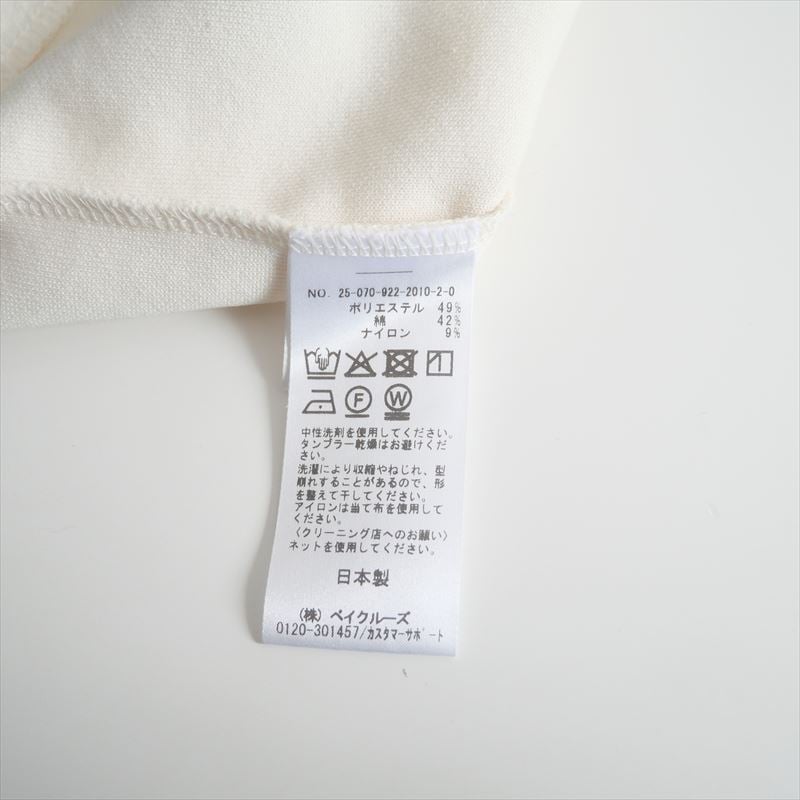 NO. 25-070-922-2010-2-0
ポリエステル 49%
綿 42%
ナイロン 9%
F W
中性洗剤を使用してください。
タンブラー乾燥はお避けくだ
さい。
洗濯により収縮やねじれ、型
崩れすることがあるので、形
を整えて干してください。
アイロンは当て布を使用して
ください。
〈クリーニング店へのお願い〉
ネットを使用してください。
日本製
(株) ベイクルーズ
0120-301457/カスタマーサポート